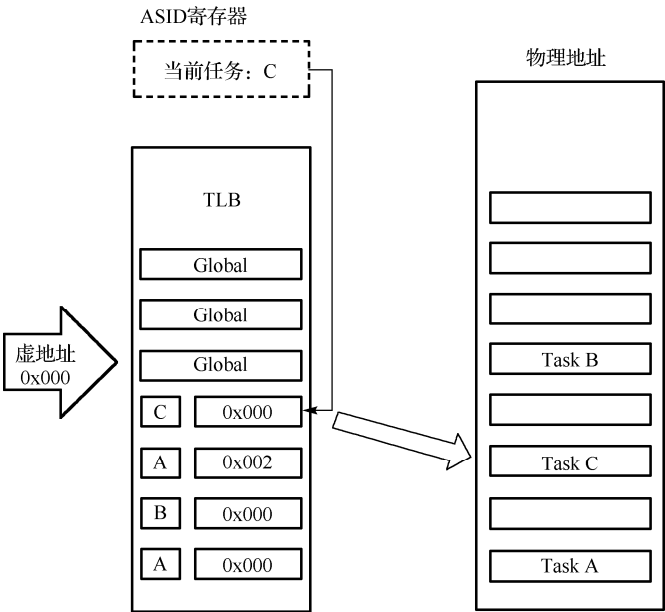 ASID寄存器
当前任务：C
物理地址
TLB
Global
Global
Global
虚地址
0x000
C 0x000
A 0x002
B 0x000
A 0x000
Task B
Task C
Task A